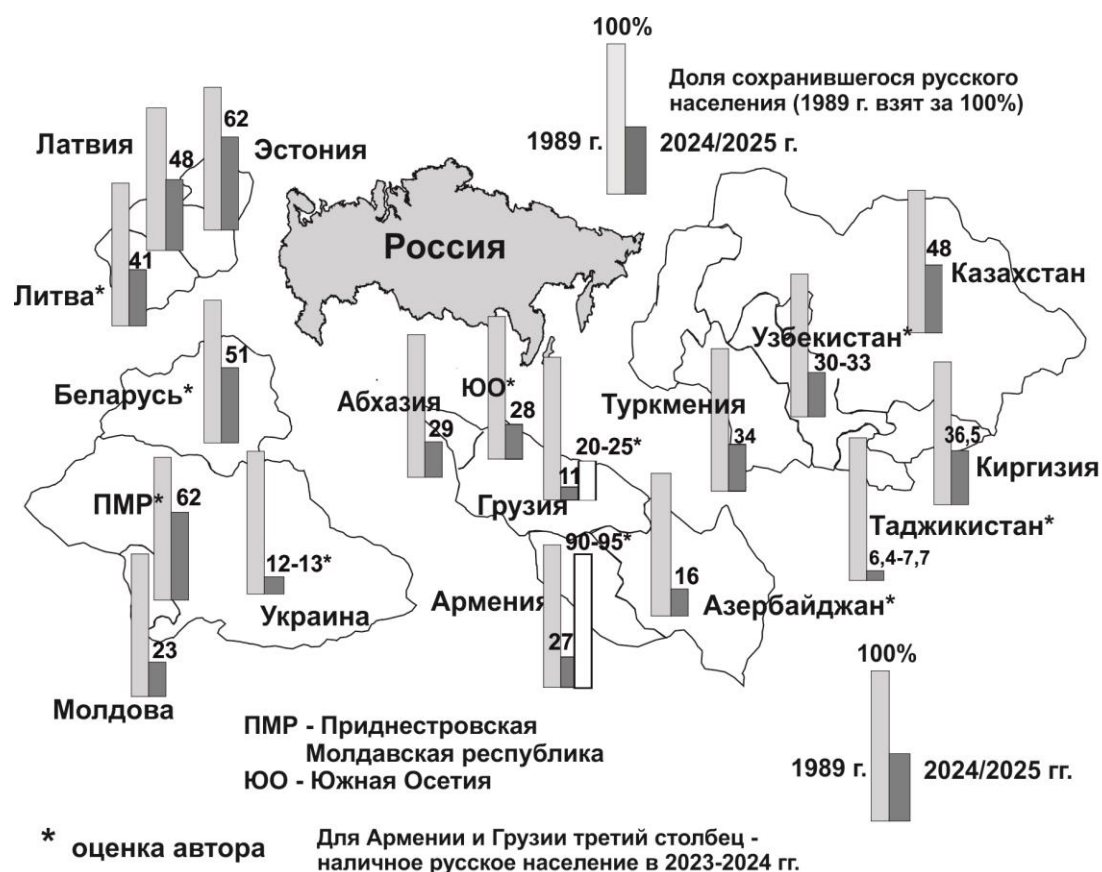 100%
Доля сохранившегося русского
населения (1989 г. взят за 100%)
1989 г.
2024/2025 г.
Латвия
48
62
Эстония
41
Литва*
Россия
48
Казахстан
Узбекистан*
30-33
Беларусь*
51
Абхазия
29
ЮО*
28
Туркмения
34
36,5
Киргизия
20-25*
11
Грузия
ПМР*
62
12-13*
Украина
Таджикистан*
6,4-7,7
90-95*
Армения
27
16
Азербайджан*
23
Молдова
100%
1989 г.
2024/2025 гг.
ПМР - Приднестровская
Молдавская республика
ЮО - Южная Осетия
* оценка автора
Для Армении и Грузии третий столбец -
наличное русское население в 2023-2024 гг.